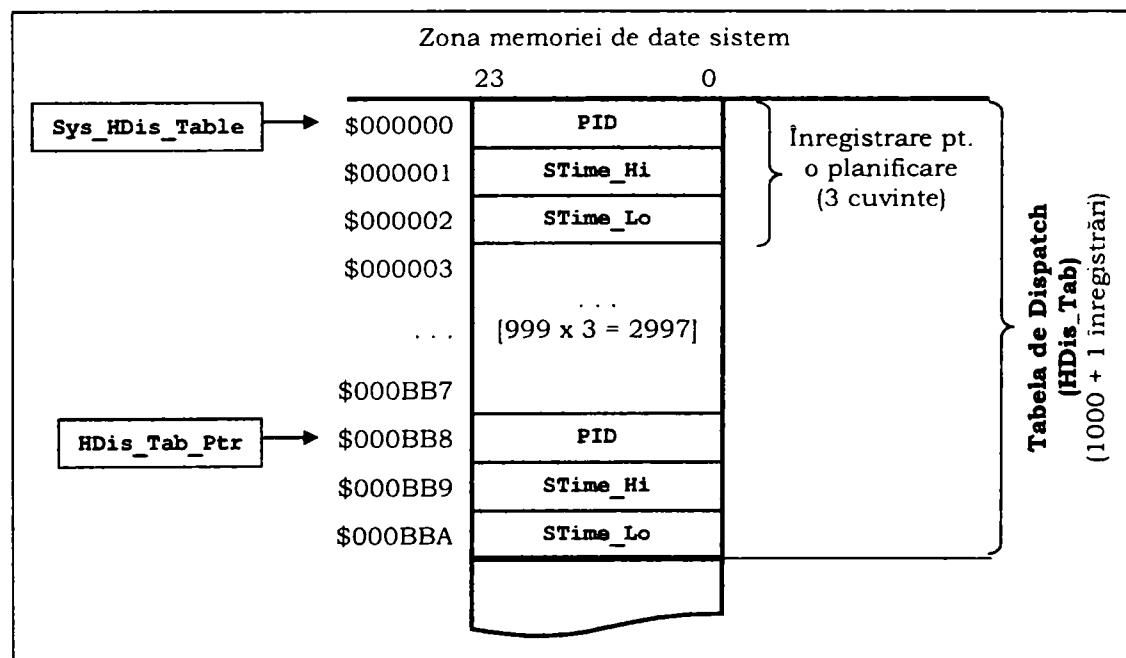 Zona memoriei de date sistem
23 0
Sys_HDis_Table
$000000 PID
$000001 STime_Hi
$000002 STime_Lo
Înregistrare pt.
o planificare
(3 cuvinte)
$000003
. . .
. . . [999 x 3 = 2997]
$000BB7
HDis_Tab_Ptr
$000BB8 PID
$000BB9 STime_Hi
$000BBA STime_Lo
Tabela de Dispatch
(HDis_Tab)
(1000 + 1 înregistrări)